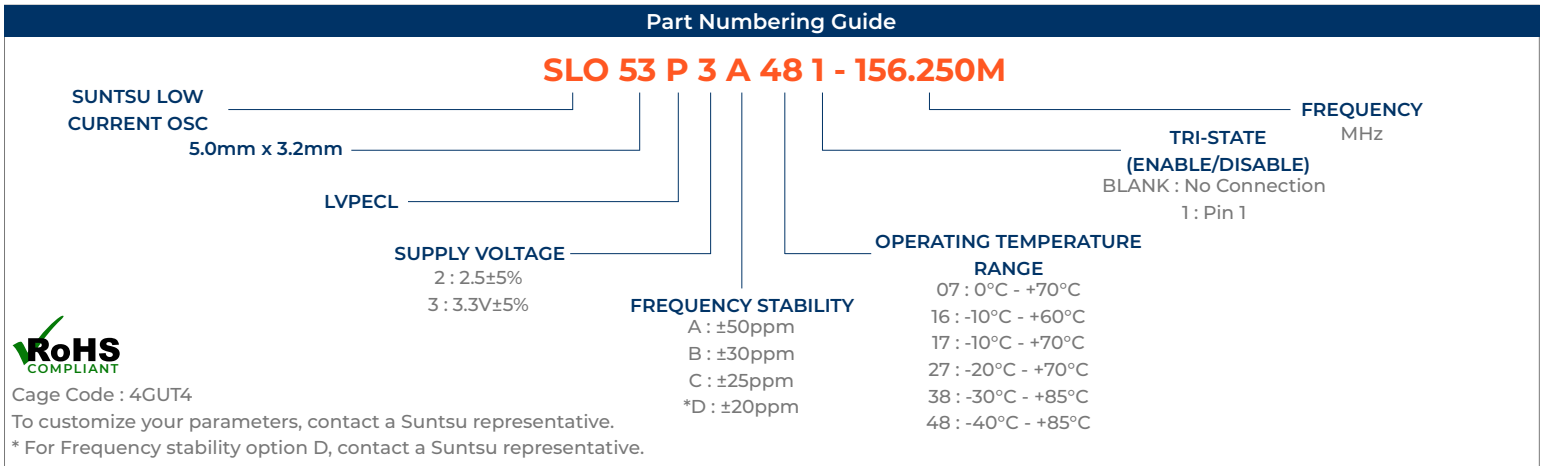 Part Numbering Guide
SLO 53 P 3 A 48 1 - 156.250M
SUNTSU LOW
CURRENT OSC
5.0mm x 3.2mm
LVPECL
SUPPLY VOLTAGE
2 : 2.5±5%
3 : 3.3V±5%
FREQUENCY STABILITY
A : ±50ppm
B : ±30ppm
C : ±25ppm
*D : ±20ppm
OPERATING TEMPERATURE
RANGE
07 : 0°C - +70°C
16 : -10°C - +60°C
17 : -10°C - +70°C
27 : -20°C - +70°C
38 : -30°C - +85°C
48 : -40°C - +85°C
TRI-STATE
(ENABLE/DISABLE)
BLANK : No Connection
1 : Pin 1
FREQUENCY
MHz
RoHS
COMPLIANT
Cage Code : 4GUT4
To customize your parameters, contact a Suntsu representative.
* For Frequency stability option D, contact a Suntsu representative.